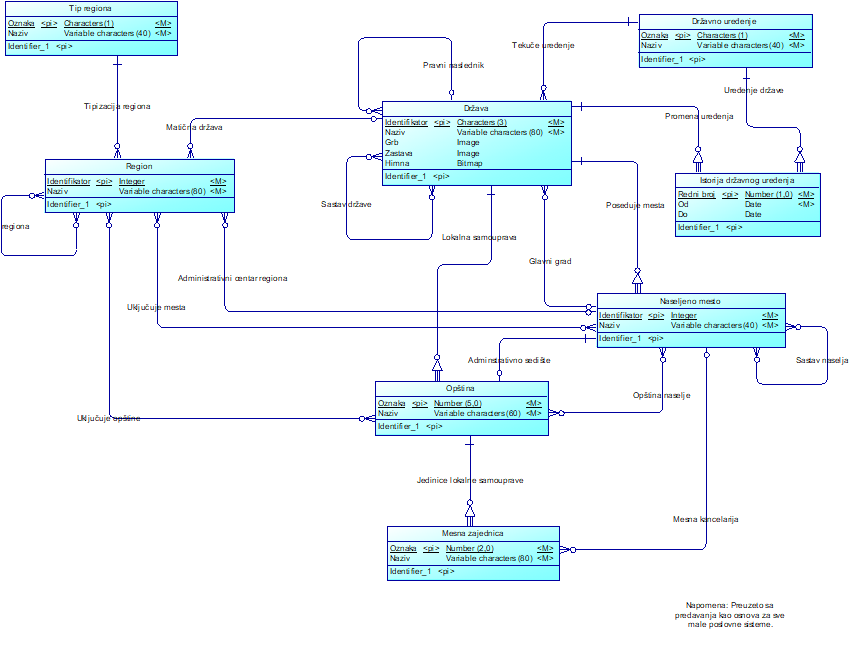 Tip regiona
Oznaka <pi> Characters (1) <M>
Naziv Variable characters (40) <M>
Identifier_1 <pi>
Državno uređenje
Oznaka <pi> Characters (1) <M>
Naziv Variable characters (40) <M>
Identifier_1 <pi>
Tekuće uređenje
Pravni naslednik
Uređenje države
Tipizacija regiona
Matična država
Promena uređenja
Država
Identifikator <pi> Characters (3) <M>
Naziv Variable characters (80) <M>
Grb Image
Zastava Image
Himna Bitmap
Identifier_1 <pi>
Region
Identifikator <pi> Integer <M>
Naziv Variable characters (80) <M>
Identifier_1 <pi>
Istorija državnog uređenja
Redni broj <pi> Number (1,0) <M>
Od Date <M>
Do Date
Identifier_1 <pi>
regiona
Sastav države
Poseduje mesta
Lokalna samouprava
Glavni grad
Administrativni centar regiona
Uključuje mesta
Naseljeno mesto
Identifikator <pi> Integer <M>
Naziv Variable characters (40) <M>
Identifier_1 <pi>
Adminstrativno sedište
Sastav naselja
Opština naselje
Opština
Oznaka <pi> Number (5,0) <M>
Naziv Variable characters (60) <M>
Identifier_1 <pi>
Uključuje opštine
Jedinice lokalne samouprave
Mesna kancelarija
Mesna zajednica
Oznaka <pi> Number (2,0) <M>
Naziv Variable characters (80) <M>
Identifier_1 <pi>
Napomena: Preuzeto sa
predavanja kao osnova za sve
male poslovne sisteme.